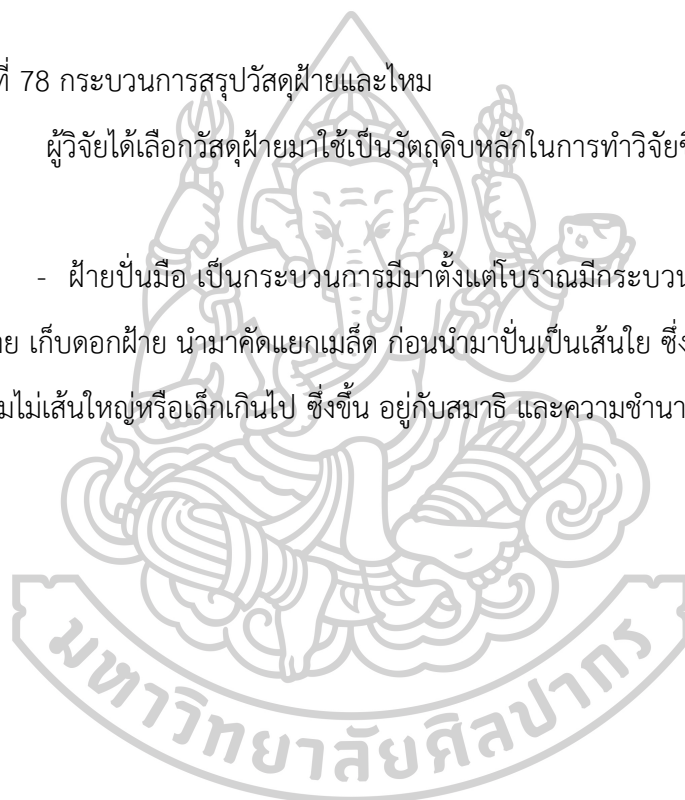 ที่ 78 กระบวนการสรุปวัสดุฝ้ายและไหม
ผู้วิจัยได้เลือกวัสดุฝ้ายมาใช้เป็นวัตถุดิบหลักในการทำวิจัย
- ฝ้ายปั่นมือ เป็นกระบวนการมีมาตั้งแต่โบราณมีกระบวน
าย เก็บดอกฝ้าย นำมาคัดแยกเมล็ด ก่อนนำมาปั่นเป็นเส้นใย ซึ่ง
มไม่เส้นใหญ่หรือเล็กเกินไป ซึ่งขึ้น อยู่กับสมาธิ และความชำนา
มหาวิทยาลัยศิลปากร